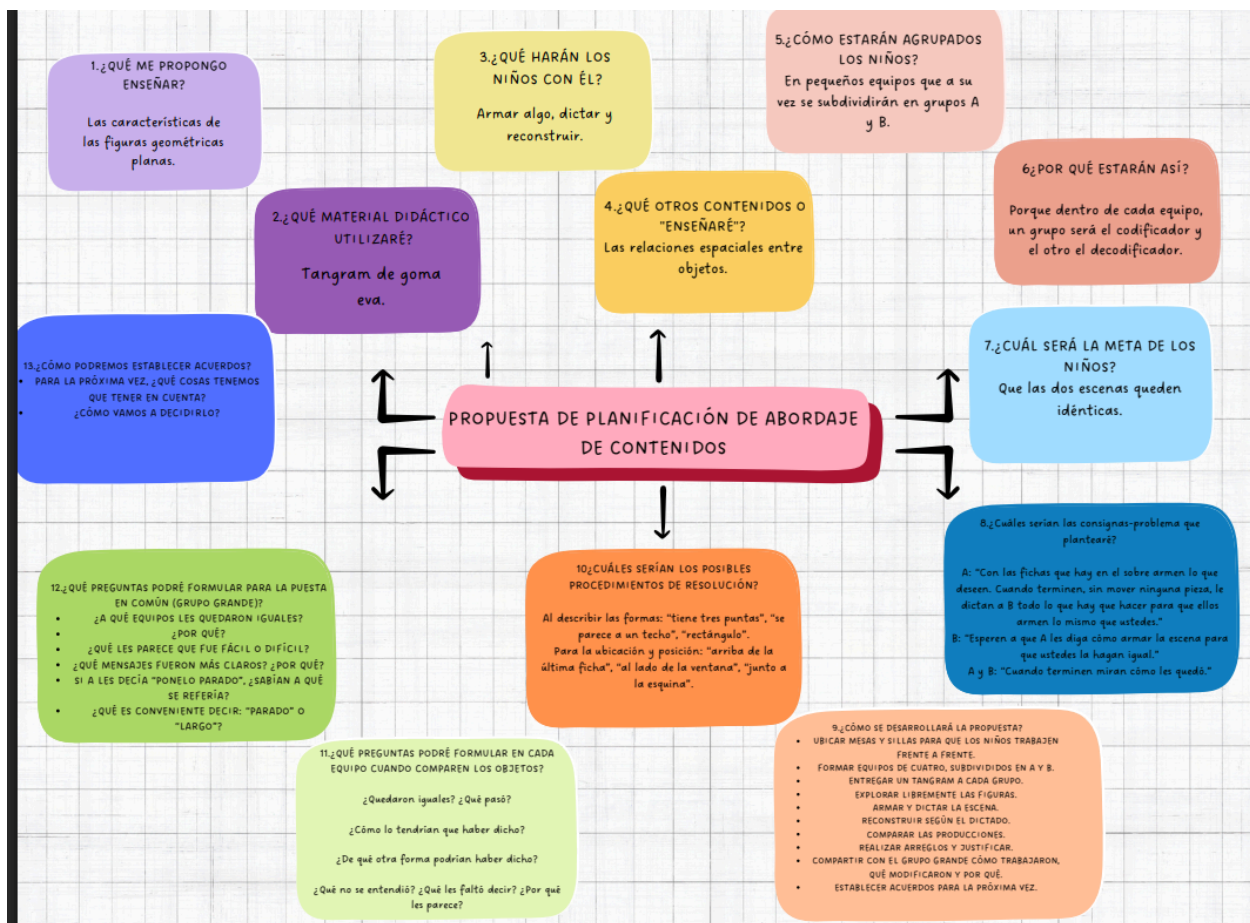 PROPUESTA DE PLANIFICACIÓN DE ABORDAJE
DE CONTENIDOS
1.¿QUÉ ME PROPONGO
ENSEÑAR?
Las características de
las figuras geométricas
planas.
2.¿QUÉ MATERIAL DIDÁCTICO
UTILIZARÉ?
Tangram de goma
eva.
3.¿QUÉ HARÁN LOS
NIÑOS CON ÉL?
Armar algo, dictar y
reconstruir.
4.¿QUÉ OTROS CONTENIDOS O
"ENSEÑARÉ"?
Las relaciones espaciales entre
objetos.
5.¿CÓMO ESTARÁN AGRUPADOS
LOS NIÑOS?
En pequeños equipos que a su
vez se subdividirán en grupos A
y B.
6¿POR QUÉ ESTARÁN ASÍ?
Porque dentro de cada equipo,
un grupo será el codificador y
el otro el decodificador.
7.¿CUÁL SERÁ LA META DE LOS
NIÑOS?
Que las dos escenas queden
idénticas.
8.¿Cuáles serían las consignas-problema que
plantearé?
A: "Con las fichas que hay en el sobre armen lo que
deseen. Cuando terminen, sin mover ninguna pieza, le
dictan a B todo lo que hay que hacer para que ellos
armen lo mismo que ustedes."
B: "Esperen a que A les diga cómo armar la escena para
que ustedes la hagan igual."
A y B: "Cuando terminen miran cómo les quedó."
9.¿CÓMO SE DESARROLLARÁ LA PROPUESTA?
• UBICAR MESAS Y SILLAS PARA QUE LOS NIÑOS TRABAJEN
FRENTE A FRENTE.
• FORMAR EQUIPOS DE CUATRO, SUBDIVIDIDOS EN A Y B.
• ENTREGAR UN TANGRAM A CADA GRUPO.
• EXPLORAR LIBREMENTE LAS FIGURAS.
• ARMAR Y DICTAR LA ESCENA.
• RECONSTRUIR SEGÚN EL DICTADO.
• COMPARAR LAS PRODUCCIONES.
• REALIZAR ARREGLOS Y JUSTIFICAR.
• COMPARTIR CON EL GRUPO GRANDE CÓMO TRABAJARON,
QUÉ MODIFICARON Y POR QUÉ.
• ESTABLECER ACUERDOS PARA LA PRÓXIMA VEZ.
10¿CUÁLES SERÍAN LOS POSIBLES
PROCEDIMIENTOS DE RESOLUCIÓN?
Al describir las formas: "tiene tres puntas", "se
parece a un techo", "rectángulo".
Para la ubicación y posición: "arriba de la
última ficha", "al lado de la ventana", "junto a
la esquina".
11¿QUÉ PREGUNTAS PODRÉ FORMULAR EN CADA
EQUIPO CUANDO COMPAREN LOS OBJETOS?
¿Quedaron iguales? ¿Qué pasó?
¿Cómo lo tendrían que haber dicho?
¿De qué otra forma podrían haber dicho?
¿Qué no se entendió? ¿Qué les faltó decir? ¿Por qué
les parece?
12¿QUÉ PREGUNTAS PODRÉ FORMULAR PARA LA PUESTA
EN COMÚN (GRUPO GRANDE)?
• ¿A QUÉ EQUIPOS LES QUEDARON IGUALES?
• ¿POR QUÉ?
• ¿QUÉ LES PARECE QUE FUE FÁCIL O DIFÍCIL?
• ¿QUÉ MENSAJES FUERON MÁS CLAROS? ¿POR QUÉ?
• SI A LES DECÍA "PONELO PARADO", ¿SABÍAN A QUÉ
SE REFERÍA?
• ¿QUÉ ES CONVENIENTE DECIR: "PARADO" O
"LARGO"?
13.¿CÓMO PODREMOS ESTABLECER ACUERDOS?
• PARA LA PRÓXIMA VEZ, ¿QUÉ COSAS TENEMOS
QUE TENER EN CUENTA?
• ¿CÓMO VAMOS A DECIDIRLO?